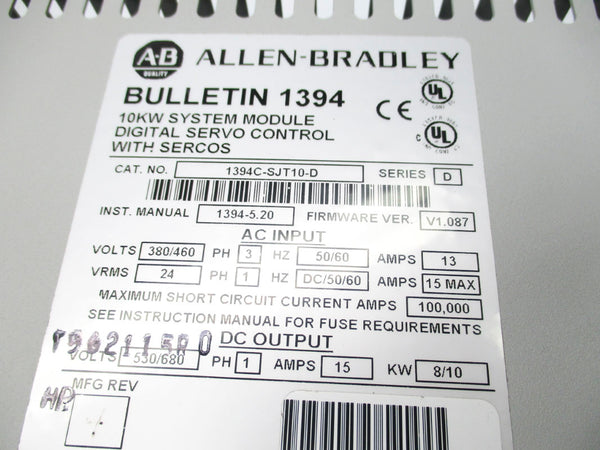 A-B QUALITY ALLEN-BRADLEY
BULLETIN 1394
10KW SYSTEM MODULE
DIGITAL SERVO CONTROL
WITH SERCOS
CE
UL
UL
CAT. NO. 1394C-SJT10-D SERIES D
INST. MANUAL 1394-5.20 FIRMWARE VER. V1.087
AC INPUT
VOLTS 380/460 PH 3 HZ 50/60 AMPS 13
VRMS 24 PH 1 HZ DC/50/60 AMPS 15 MAX
MAXIMUM SHORT CIRCUIT CURRENT AMPS 100,000
SEE INSTRUCTION MANUAL FOR FUSE REQUIREMENTS
DC OUTPUT
VOLTS 530/680 PH 1 AMPS 15 KW 8/10
MFG REV
HP